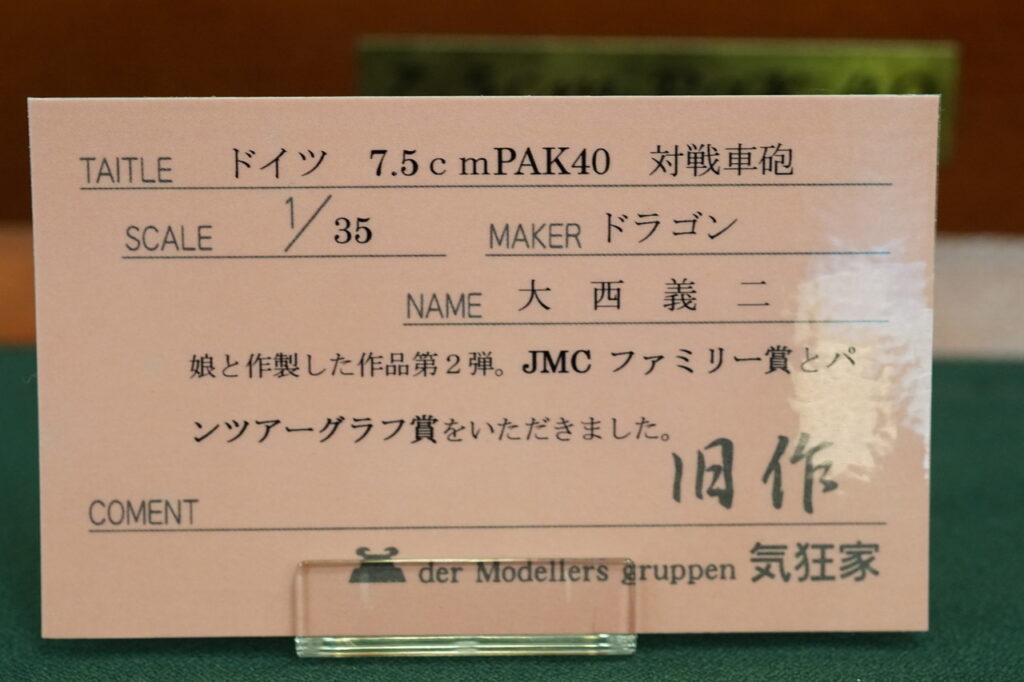 TAITLE ドイツ 7.5cmPAK40 対戦車砲
SCALE 1/35 MAKER ドラゴン
NAME 大西義二
娘と作製した作品第2弾。JMC ファミリー賞とパ
ンツアーグラフ賞をいただきました。
旧作
COMENT
der Modellers gruppen 気狂家